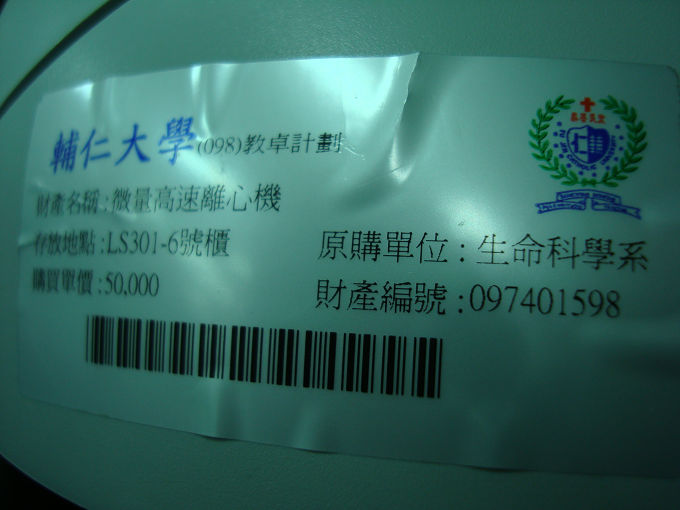 輔仁大學(098)教卓計劃
財產名稱:微量高速離心機
存放地點:LS301-6號櫃
原購單位:生命科學系
購買單價:50,000
財產編號:097401598